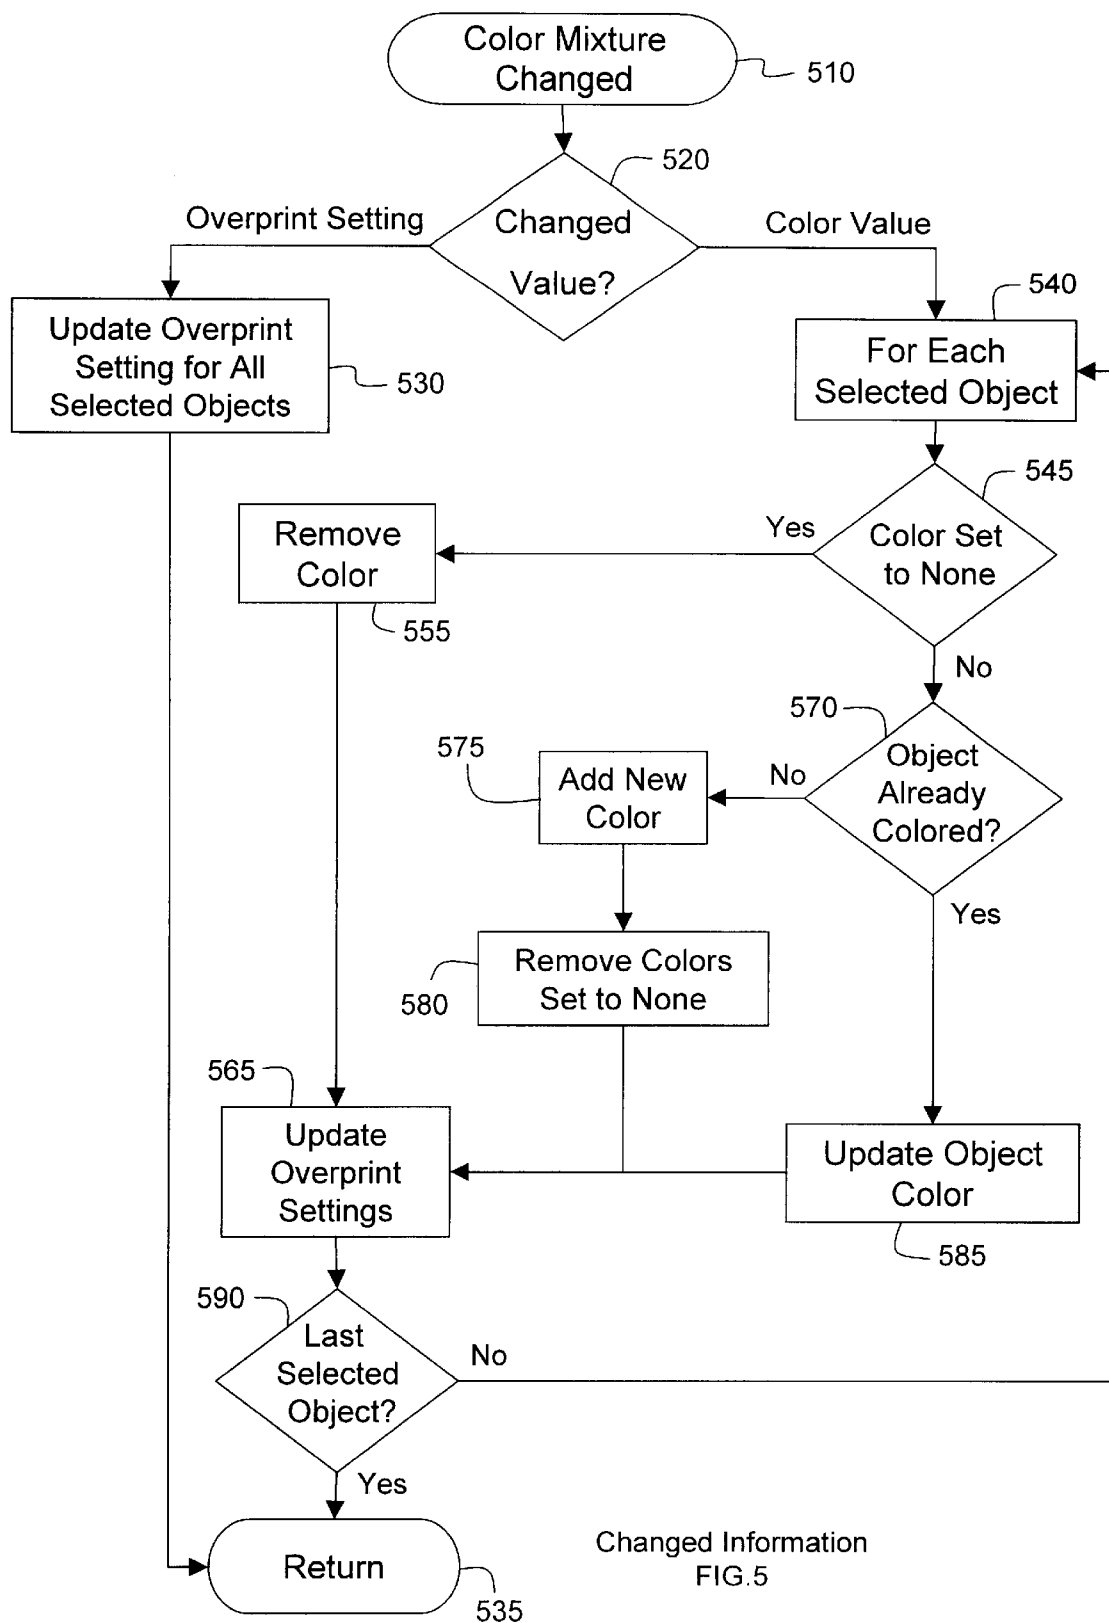 Color Mixture
Changed
510
520
Changed
Value?
Overprint Setting
Color Value
540
Update Overprint
Setting for All
Selected Objects
530
For Each
Selected Object
545
Color Set
to None
Yes
Remove
Color
555
No
570
Object
Already
Colored?
No
575
Add New
Color
Yes
Remove Colors
Set to None
580
565
Update
Overprint
Settings
Update Object
Color
585
590
Last
Selected
Object?
No
Yes
Return
535
Changed Information
FIG.5